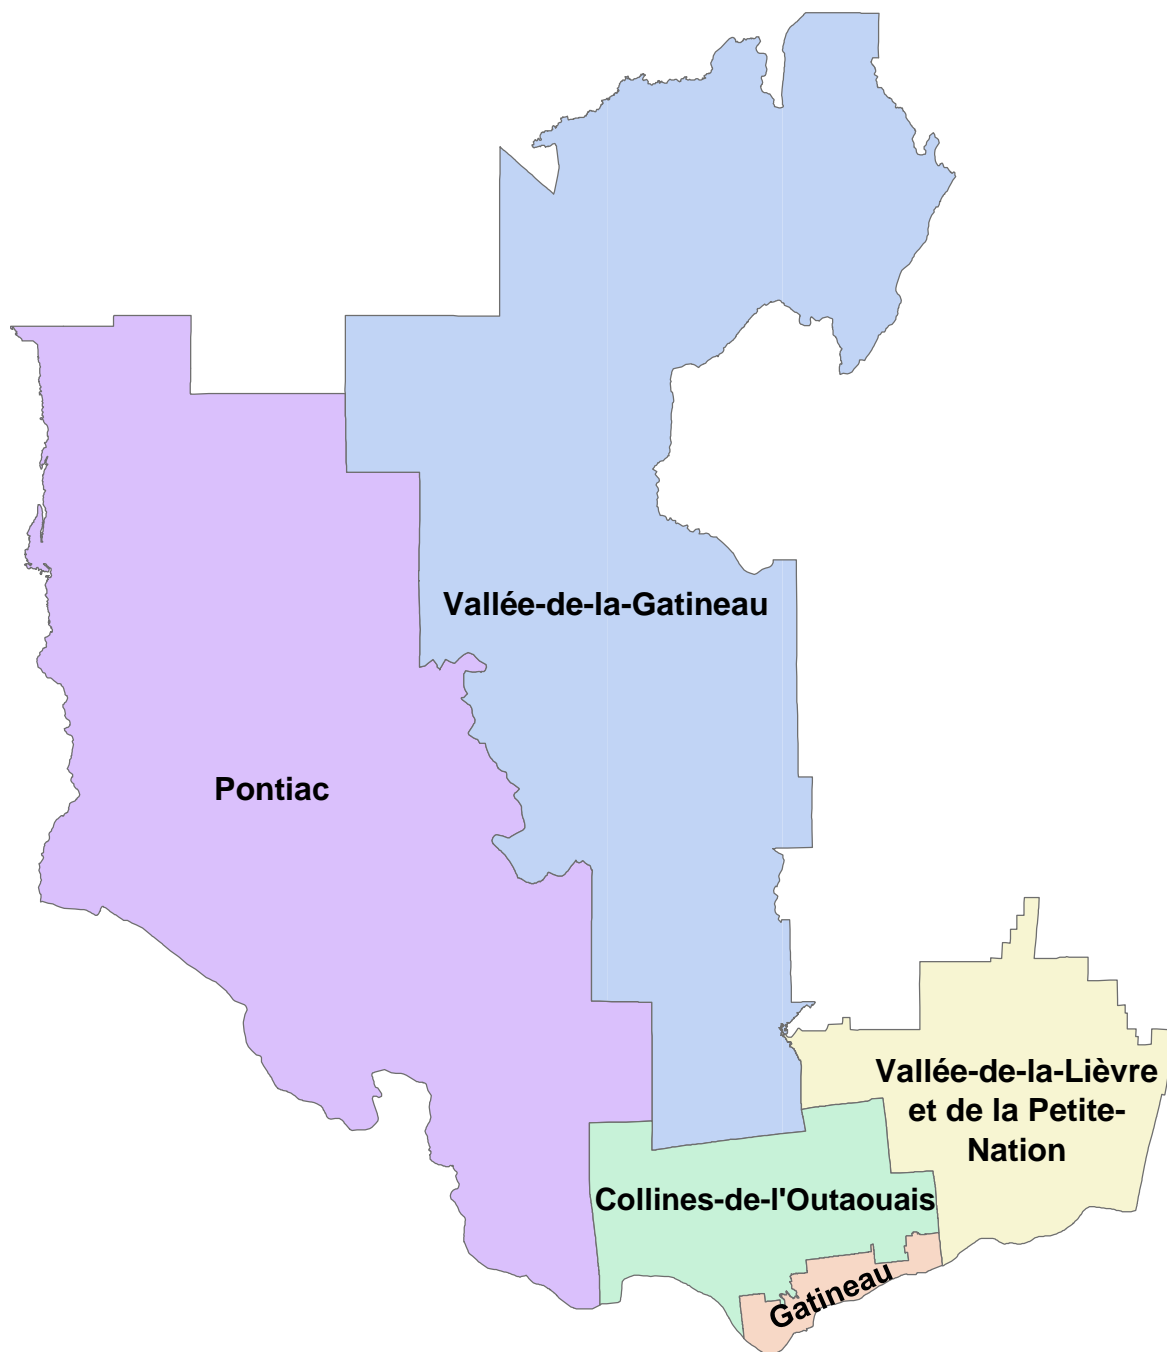 Vallée-de-la-Gatineau
Pontiac
Vallée-de-la-Lièvre
et de la Petite-
Nation
Collines-de-l'Outaouais
Gatineau